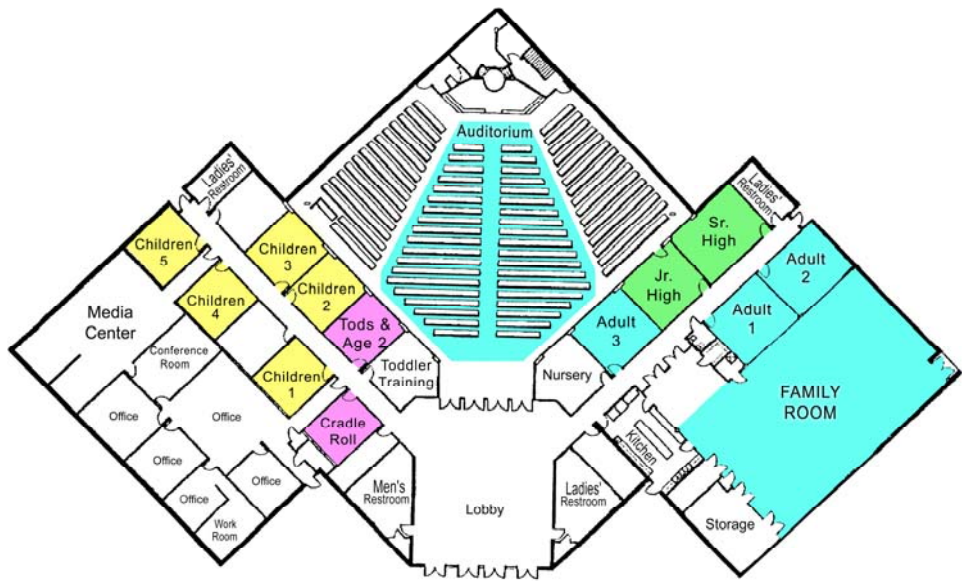 Auditorium
Ladies'
Restroom
Ladies'
Restroom
Children
5
Children
3
Children
4
Children
2
Tods &
Age 2
Toddler
Training
Children
1
Cradle
Roll
Media
Center
Conference
Room
Office
Office
Office
Office
Office
Work
Room
Men's
Restroom
Lobby
Ladies'
Restroom
Nursery
Adult
3
Jr.
High
Sr.
High
Adult
2
Adult
1
FAMILY
ROOM
Kitchen
Storage